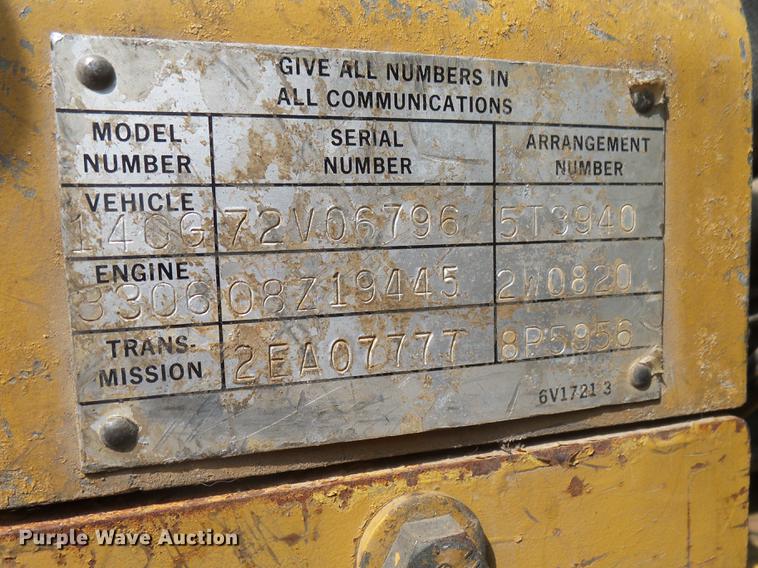 GIVE ALL NUMBERS IN
ALL COMMUNICATIONS
MODEL NUMBER
SERIAL NUMBER
ARRANGEMENT NUMBER
VEHICLE
140G 72V06796 5T3940
ENGINE
3306 08Z19445 2W0820
TRANS-
MISSION 2EA07777 8P5956
6V1721 3
Purple Wave Auction